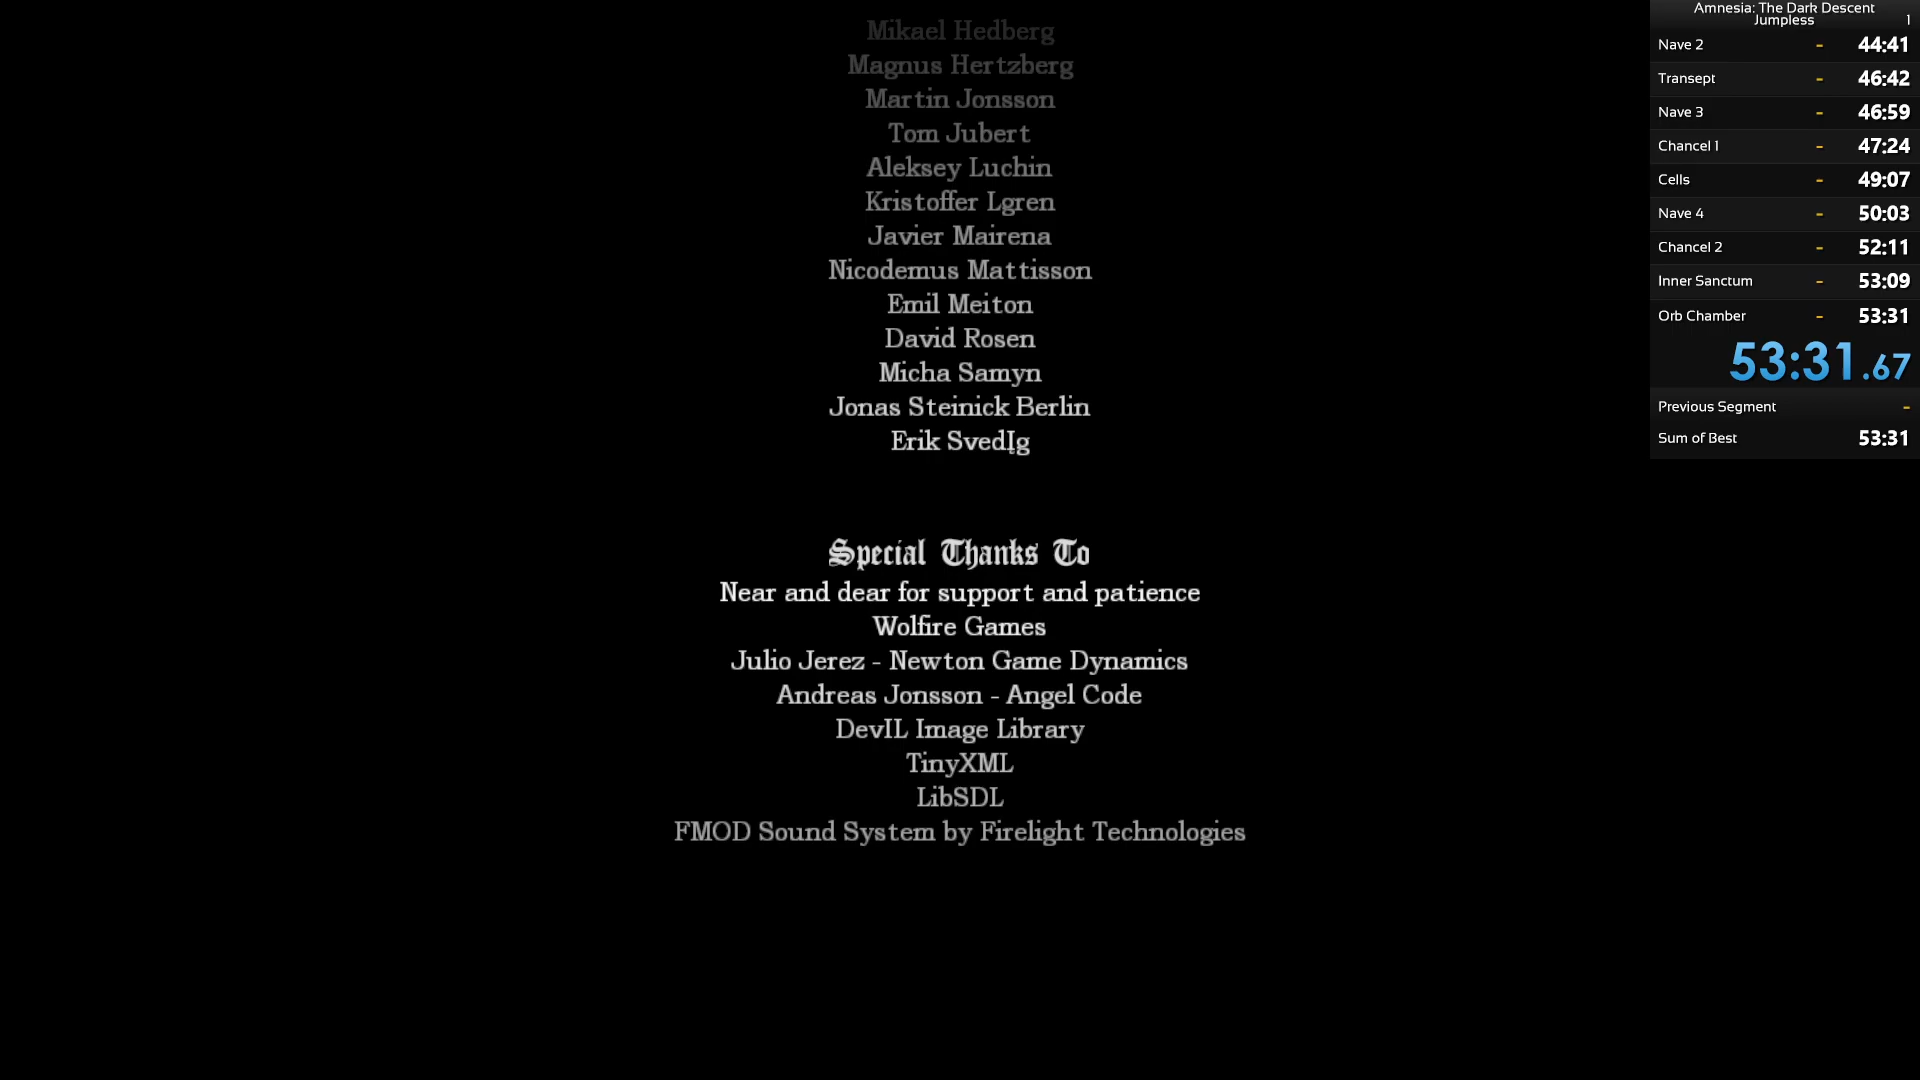 Mikael Hedberg
Magnus Hertzberg
Martin Jonsson
Tom Jubert
Aleksey Luchin
Kristoffer Lgren
Javier Mairena
Nicodemus Mattisson
Emil Meiton
David Rosen
Micha Samyn
Jonas Steinick Berlin
Erik SvedĮg
Special Thanks To
Near and dear for support and patience
Wolfire Games
Julio Jerez - Newton Game Dynamics
Andreas Jonsson - Angel Code
DevIL Image Library
TinyXML
LibSDL
FMOD Sound System by Firelight Technologies
Amnesia: The Dark Descent
Jumpless 1
Nave 2 - 44:41
Transept - 46:42
Nave 3 - 46:59
Chancel 1 - 47:24
Cells - 49:07
Nave 4 - 50:03
Chancel 2 - 52:11
Inner Sanctum - 53:09
Orb Chamber - 53:31
53:31.67
Previous Segment -
Sum of Best 53:31